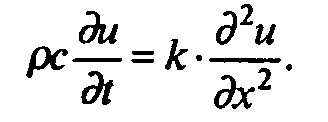 ρc ∂u/∂t = k · ∂²u/∂x².